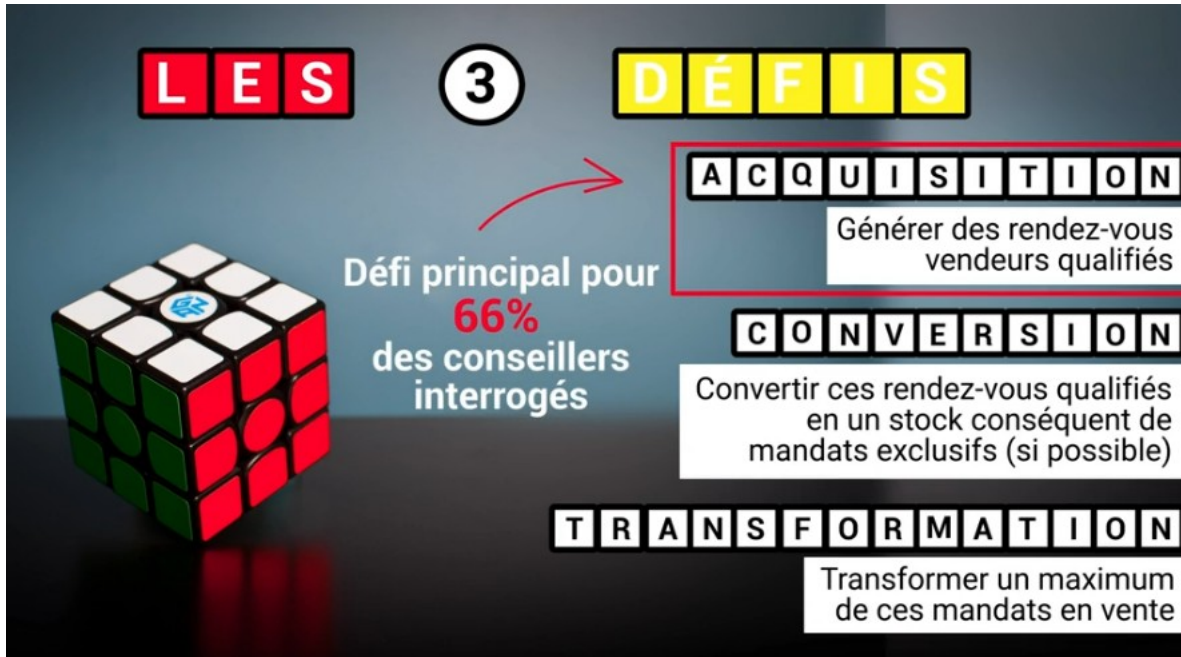 LES 3 DÉFIS
ACQUISITION
Générer des rendez-vous
vendeurs qualifiés
Défi principal pour
66%
des conseillers
interrogés
CONVERSION
Convertir ces rendez-vous qualifiés
en un stock conséquent de
mandats exclusifs (si possible)
TRANSFORMATION
Transformer un maximum
de ces mandats en vente